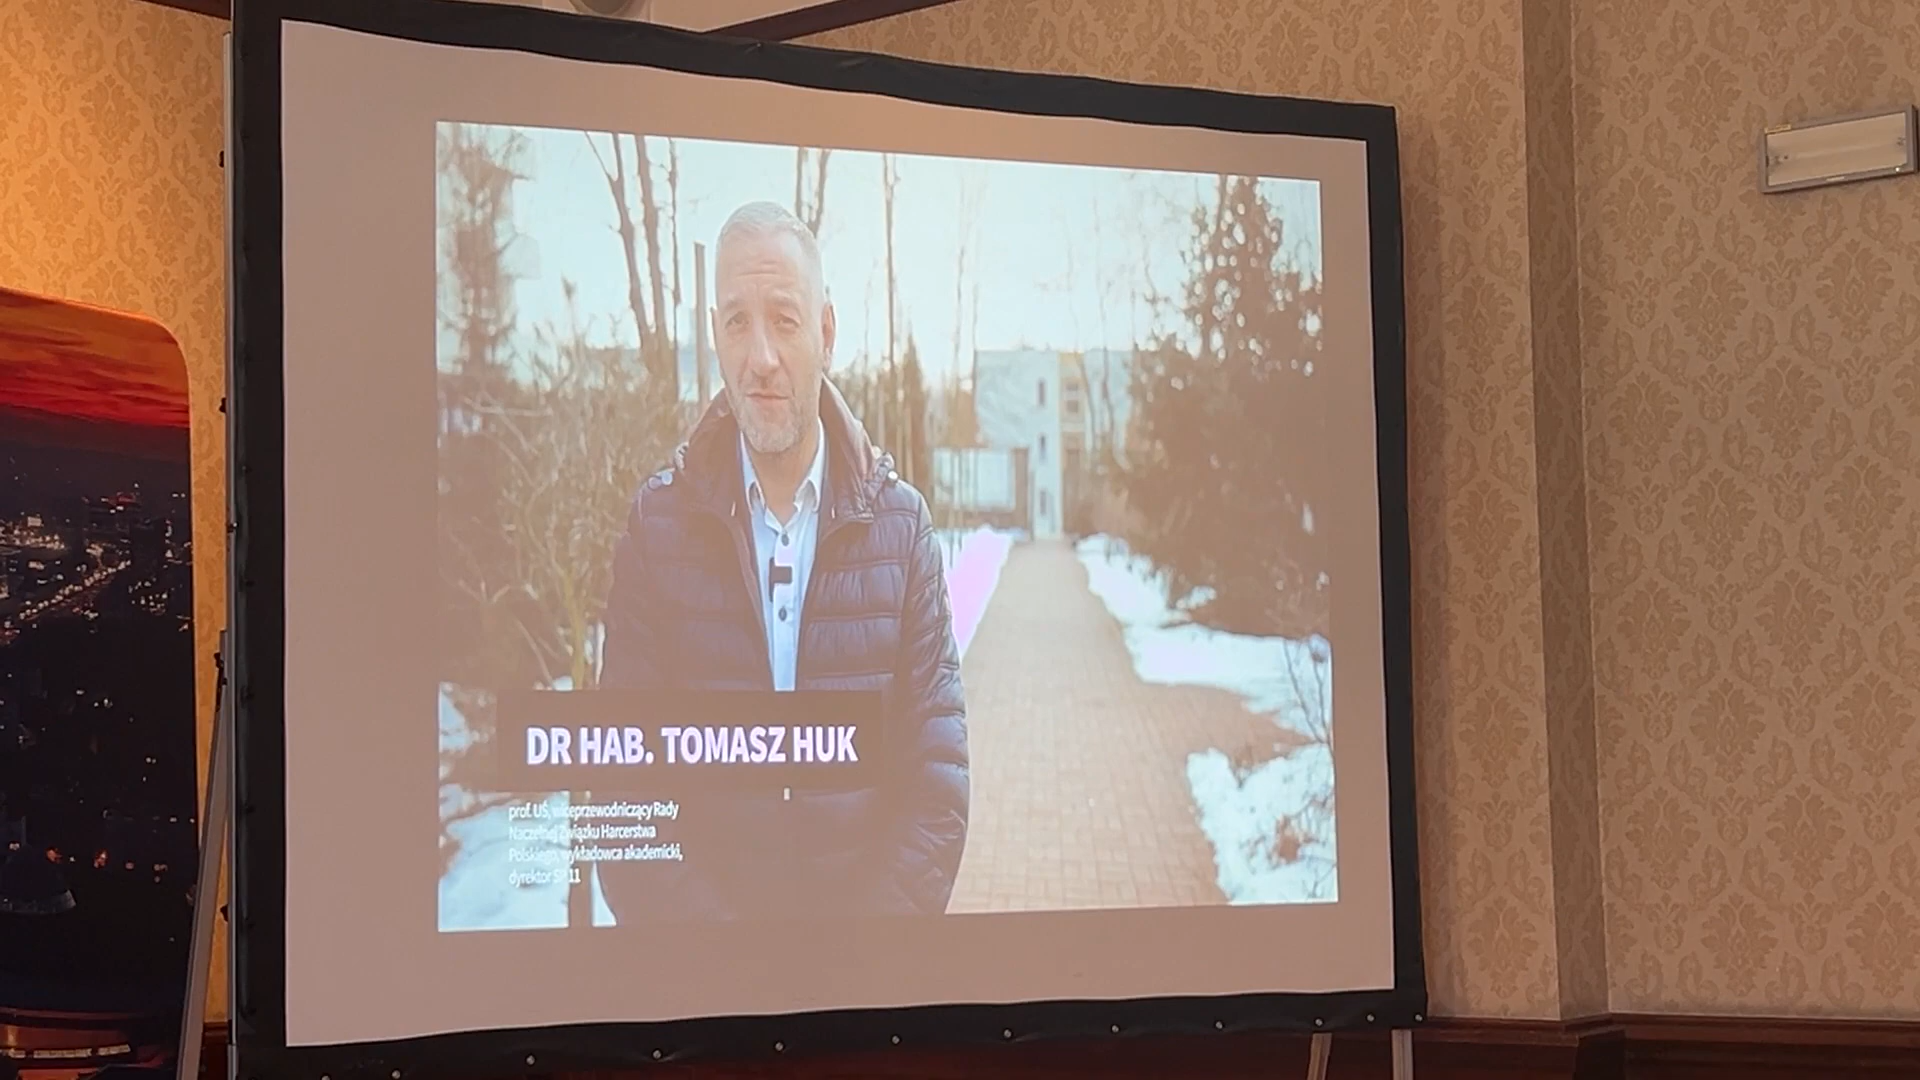 DR HAB. TOMASZ HUK
prof. UŚ, wiceprzewodniczący Rady
Naczelnej Związku Harcerstwa
Polskiego, wykładowca akademicki,
dyrektor SP 11